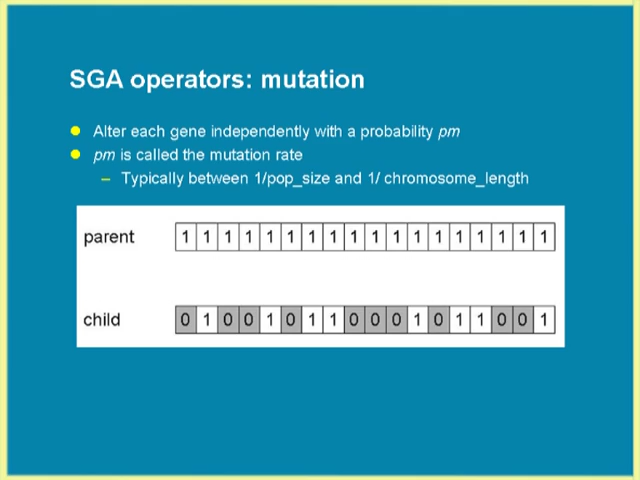 SGA operators: mutation
Alter each gene independently with a probability pm
pm is called the mutation rate
– Typically between 1/pop_size and 1/ chromosome_length
parent 1 1 1 1 1 1 1 1 1 1 1 1 1 1 1 1 1 1
child 0 1 0 0 1 0 1 1 0 0 0 1 0 1 1 0 0 1